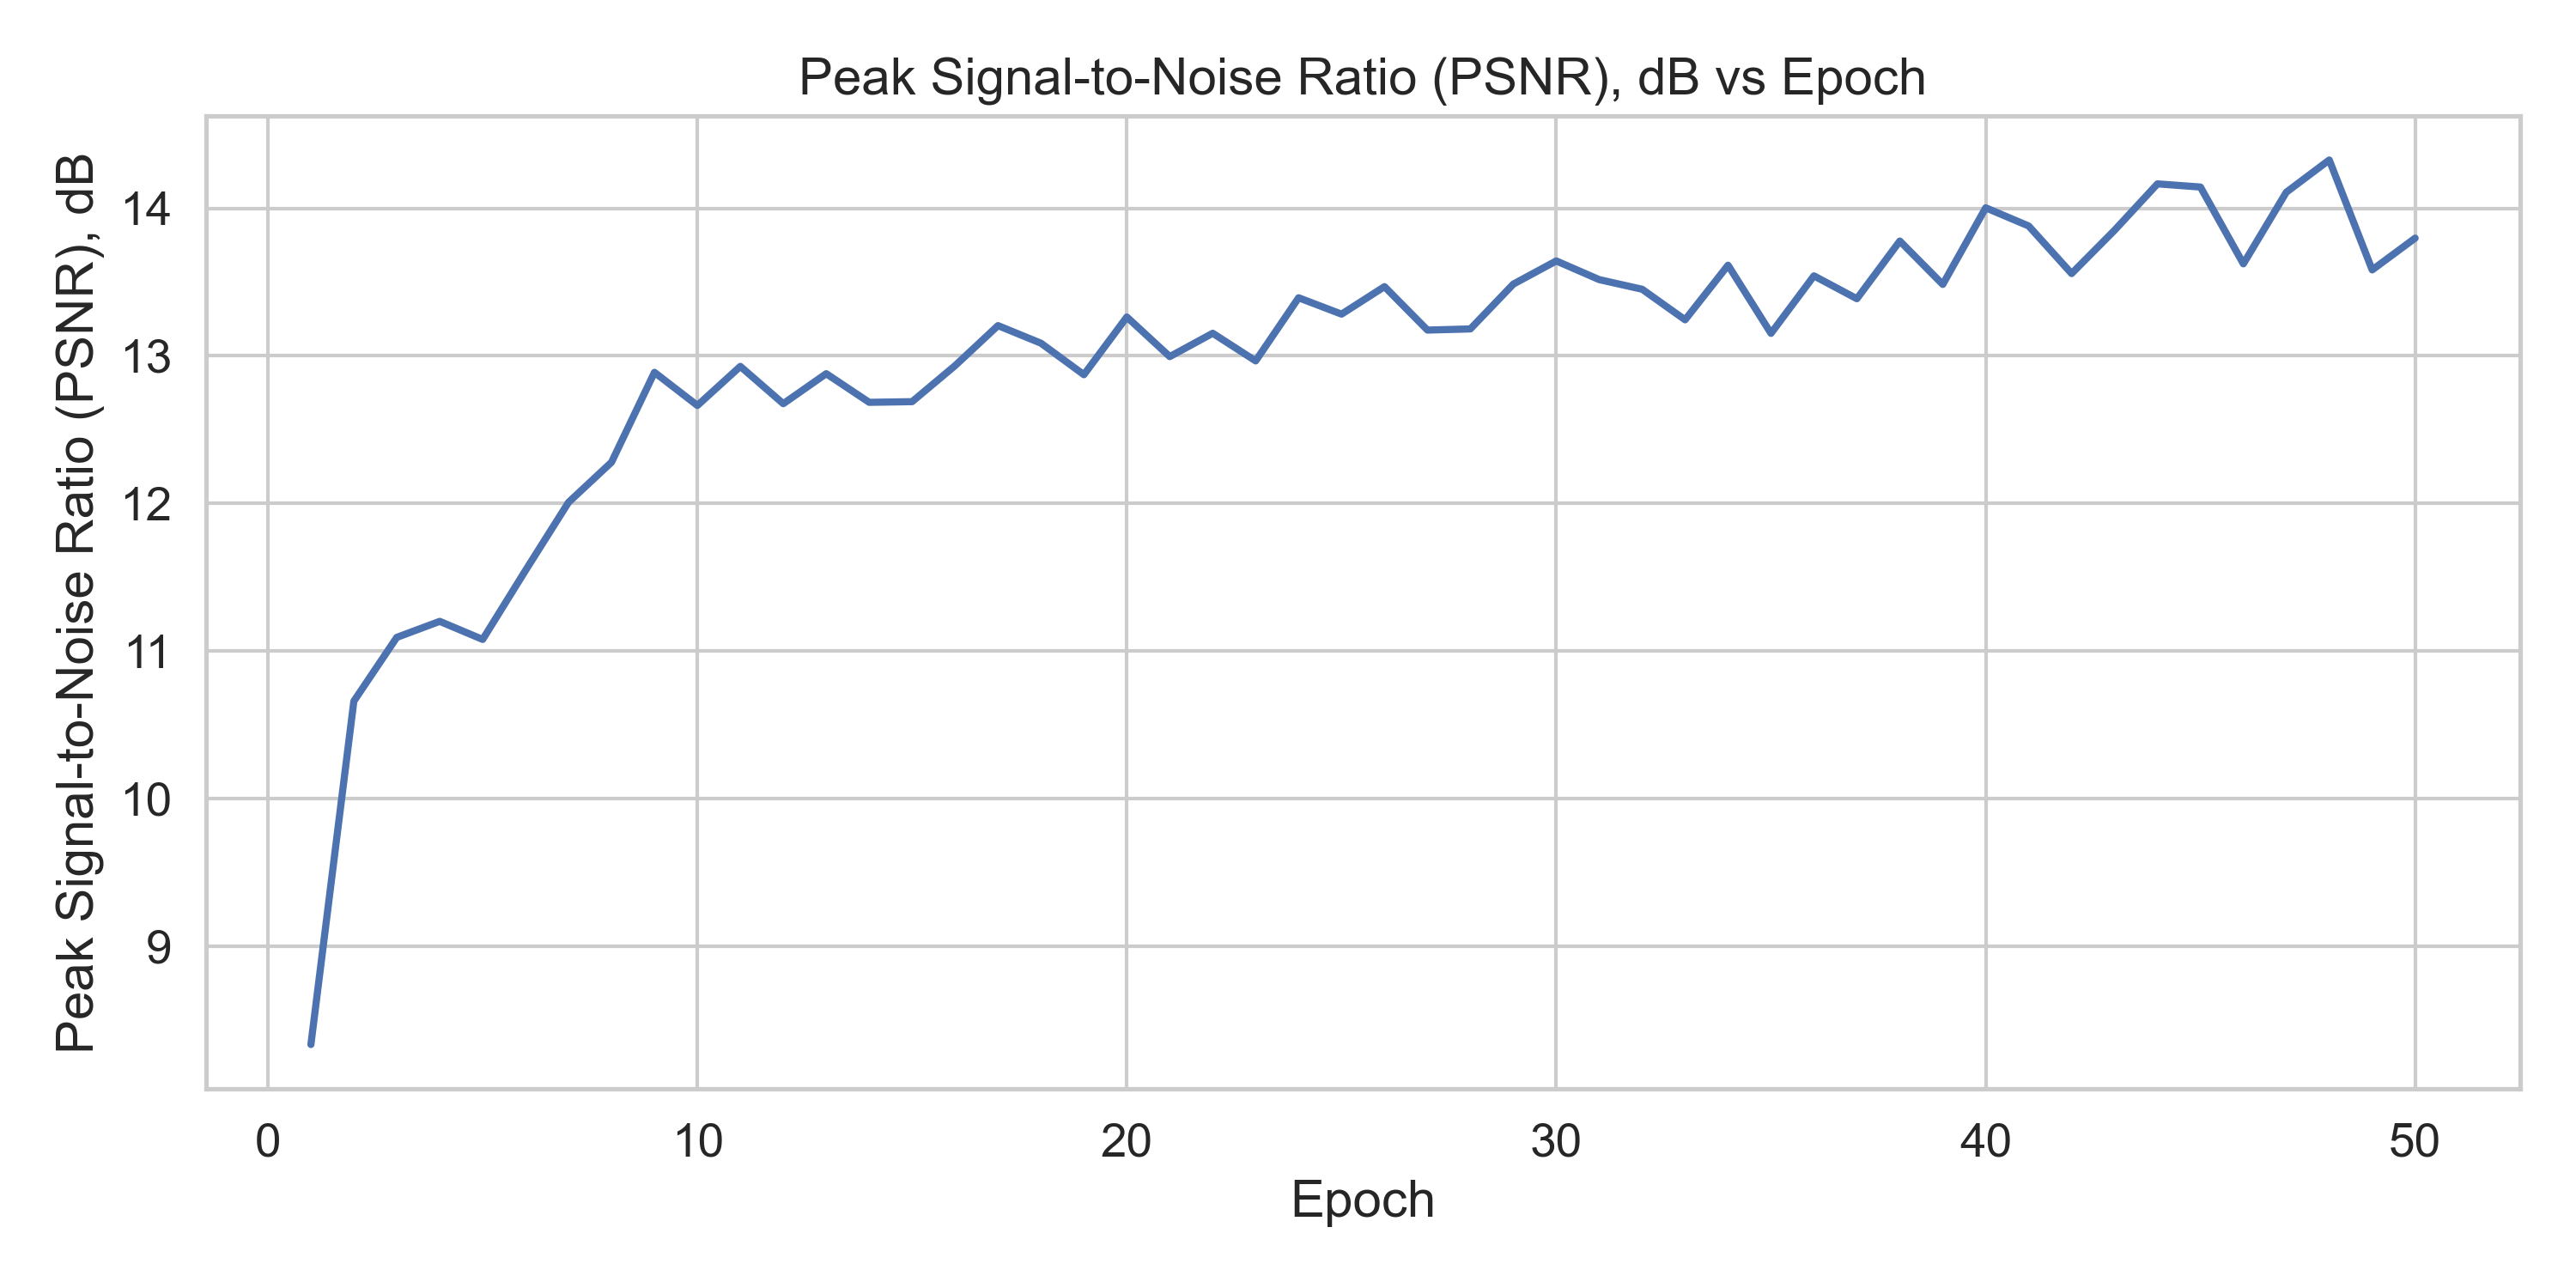 Peak Signal-to-Noise Ratio (PSNR), dB vs Epoch
Peak Signal-to-Noise Ratio (PSNR), dB
14
13
12
11
10
9
0 10 20 30 40 50
Epoch